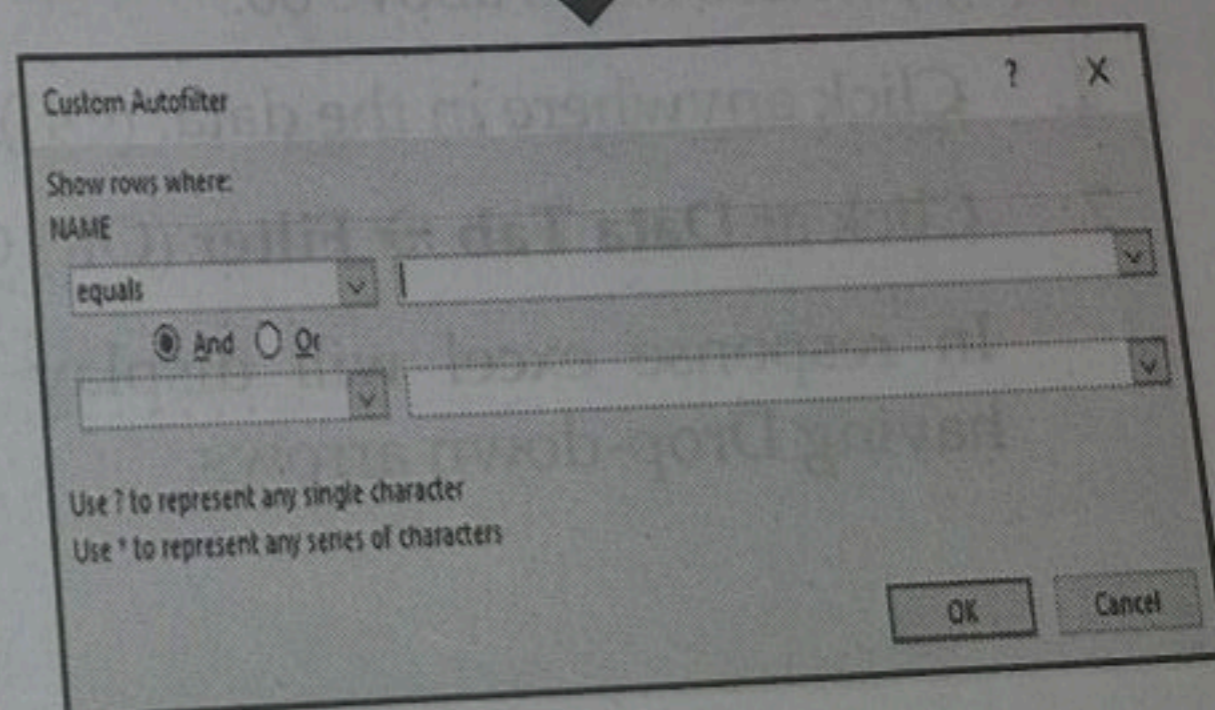 Custom Autofilter ? X
Show rows where:
NAME
equals
And Or
Use ? to represent any single character
Use * to represent any series of characters
OK Cancel